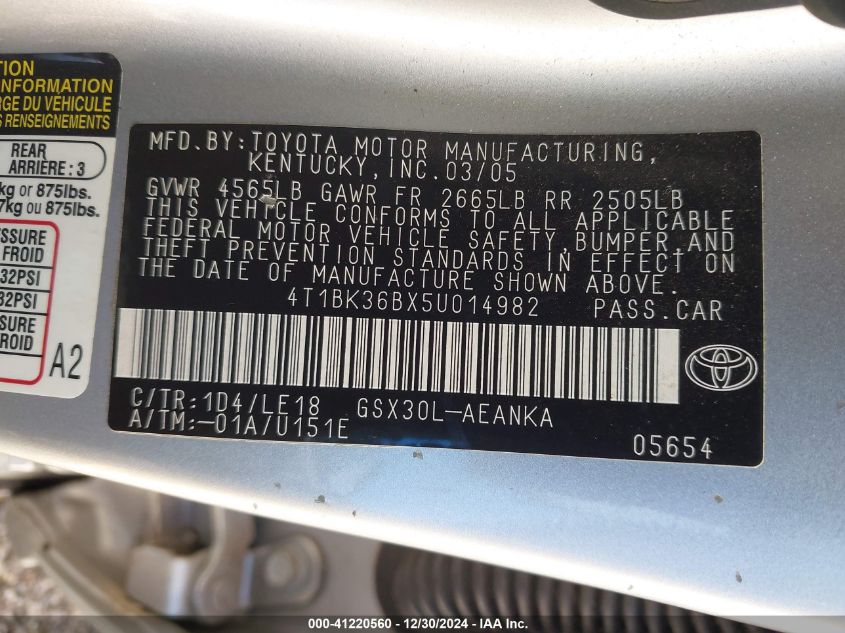 TION
INFORMATION
RGE DU VÉHICULE
RENSEIGNEMENTS
REAR
ARRIÈRE : 3
kg or 875lbs.
7kg ou 875lbs.
ESSURE
FROID
32PSI
32PSI
SURE
FROID
A2
MFD.BY:TOYOTA MOTOR MANUFACTURING,
KENTUCKY,INC.03/05
GVWR 4565LB GAWR FR 2665LB RR 2505LB
THIS VEHICLE CONFORMS TO ALL APPLICABLE
FEDERAL MOTOR VEHICLE SAFETY,BUMPER,AND
THEFT PREVENTION STANDARDS IN EFFECT ON
THE DATE OF MANUFACTURE SHOWN ABOVE.
4T1BK36BX5U014982 PASS.CAR
C/TR:1D4/LE18 GSX30L-AEANKA
A/TM:-01A/U151E
05654
000-41220560 - 12/30/2024 - IAA, Inc.